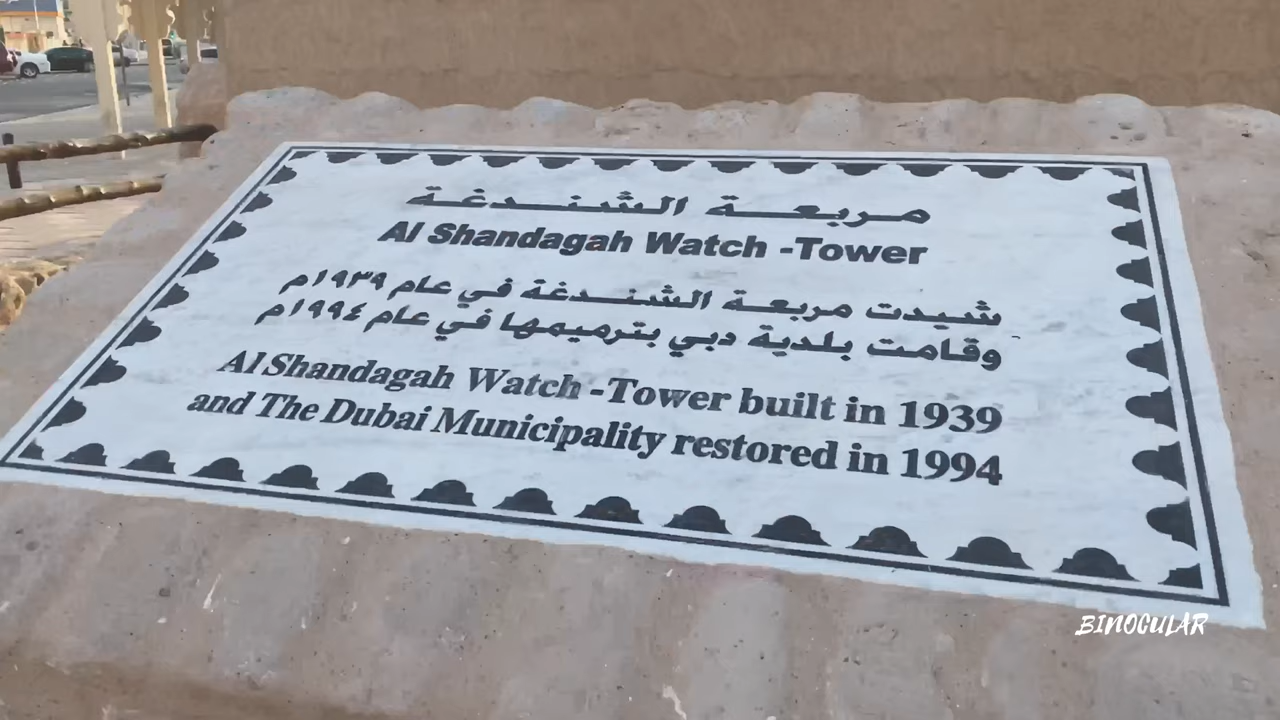 مربعة الشندغة
Al Shandagah Watch -Tower
شيدت مربعة الشندغة في عام ١٩٣٩م
وقامت بلدية دبي بترميمها في عام ١٩٩٤م
Al Shandagah Watch -Tower built in 1939
and The Dubai Municipality restored in 1994
BINOCULAR